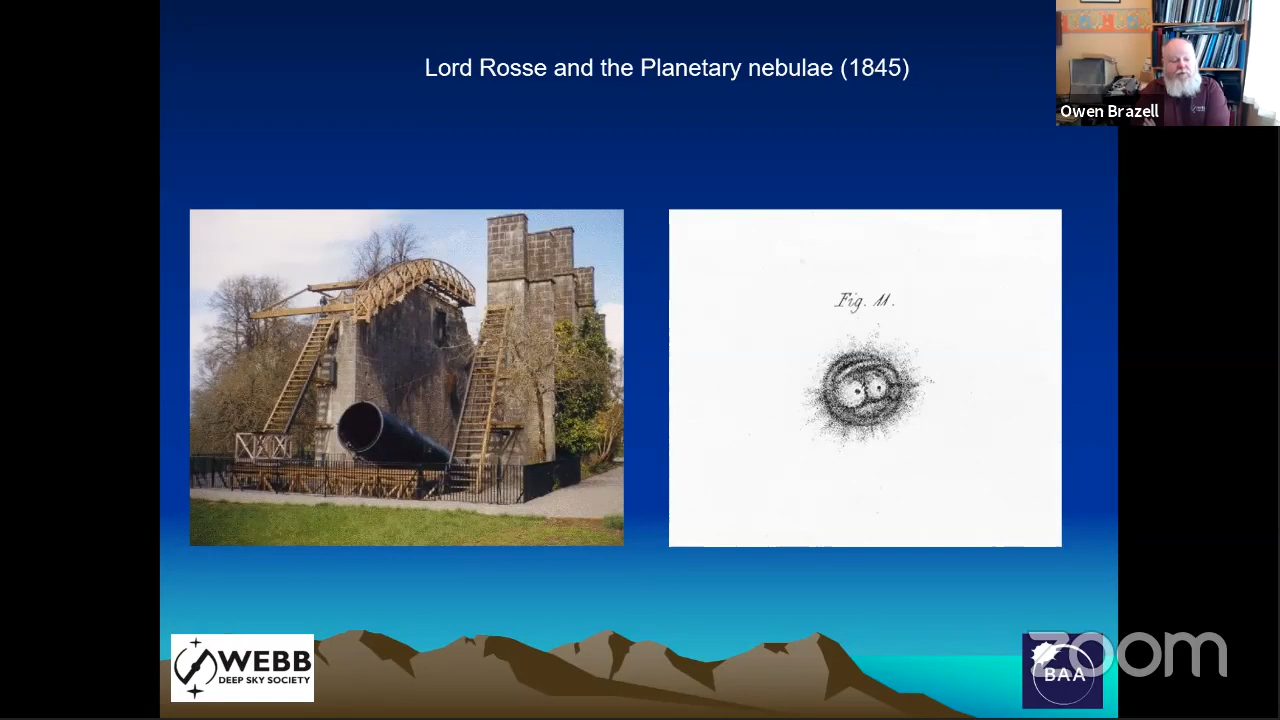 Lord Rosse and the Planetary nebulae (1845)
Owen Brazell
Fig. 11.
WEBB
DEEP SKY SOCIETY
BAA
zoom